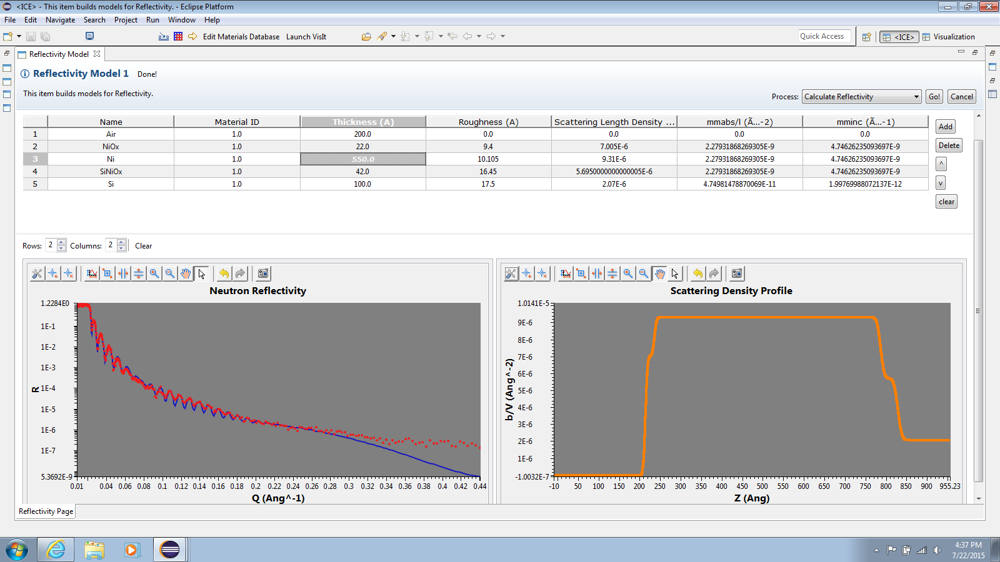 <ICE> - This item builds models for Reflectivity. - Eclipse Platform
File Edit Navigate Search Project Run Window Help
Edit Materials Database Launch VisIt Quick Access <ICE> Visualization
Reflectivity Model
Reflectivity Model 1 Done!
This item builds models for Reflectivity.
Process: Calculate Reflectivity Go! Cancel
Name Material ID Thickness (A) Roughness (A) Scattering Length Density ... mmabs/l (Ã...-2) mminc (Ã...-1)
1 Air 1.0 200.0 0.0 0.0 0.0 0.0
2 NiOx 1.0 22.0 9.4 7.005E-6 2.27931868269305E-9 4.74626235093697E-9
3 Ni 1.0 550.0 10.105 9.31E-6 2.27931868269305E-9 4.74626235093697E-9
4 SiNiOx 1.0 42.0 16.45 5.6950000000000005E-6 2.27931868269305E-9 4.74626235093697E-9
5 Si 1.0 100.0 17.5 2.07E-6 4.74981478870069E-11 1.99769988072137E-12
Add
Delete
^
v
clear
Rows: 2 Columns: 2 Clear
Neutron Reflectivity
1.2284E0
1E-1
1E-2
1E-3
1E-4
1E-5
1E-6
1E-7
5.3692E-9
R
0.01 0.04 0.06 0.08 0.1 0.12 0.14 0.16 0.18 0.2 0.22 0.24 0.26 0.28 0.3 0.32 0.34 0.36 0.38 0.4 0.42 0.44
Q (Ang^-1)
Scattering Density Profile
1.0141E-5
9E-6
8E-6
7E-6
6E-6
5E-6
4E-6
3E-6
2E-6
1E-6
-1.0032E-7
b/V (Ang^-2)
-10 50 100 150 200 250 300 350 400 450 500 550 600 650 700 750 800 850 900 955.23
Z (Ang)
Reflectivity Page
4:37 PM
7/22/2015